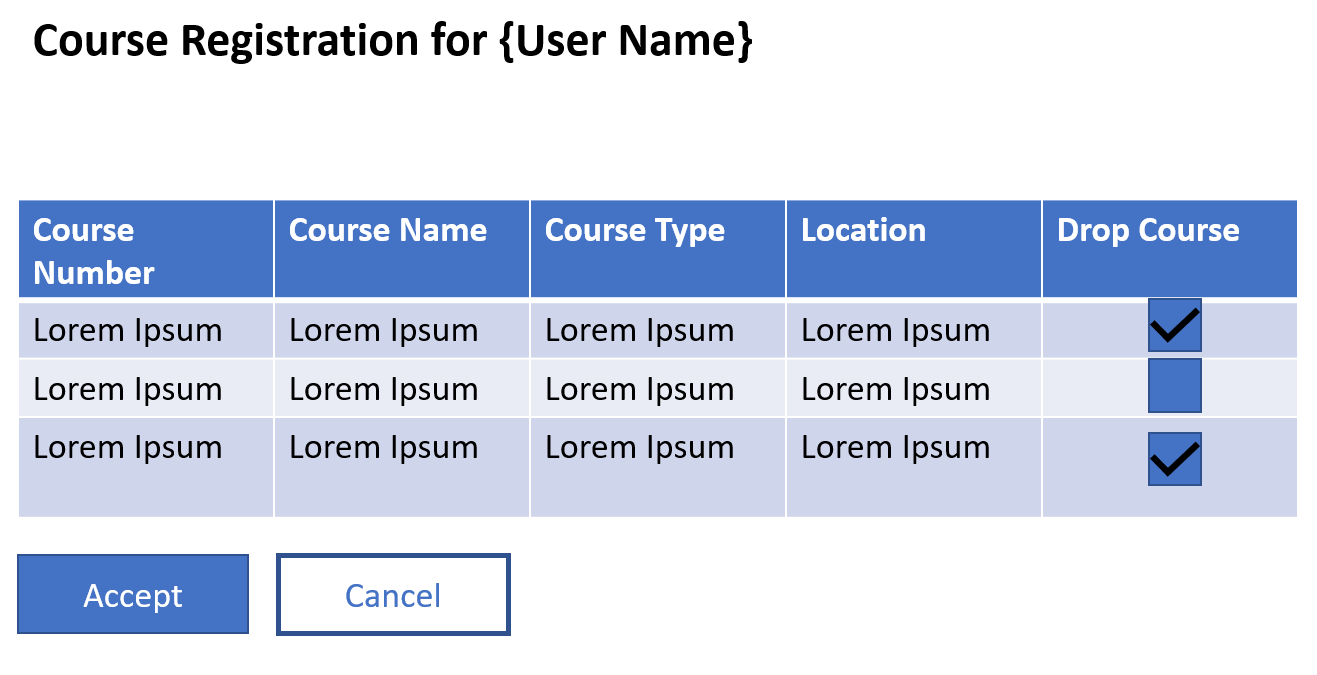 Course Registration for {User Name}
Course Number Course Name Course Type Location Drop Course
Lorem Ipsum Lorem Ipsum Lorem Ipsum Lorem Ipsum
Lorem Ipsum Lorem Ipsum Lorem Ipsum Lorem Ipsum
Lorem Ipsum Lorem Ipsum Lorem Ipsum Lorem Ipsum
Accept Cancel